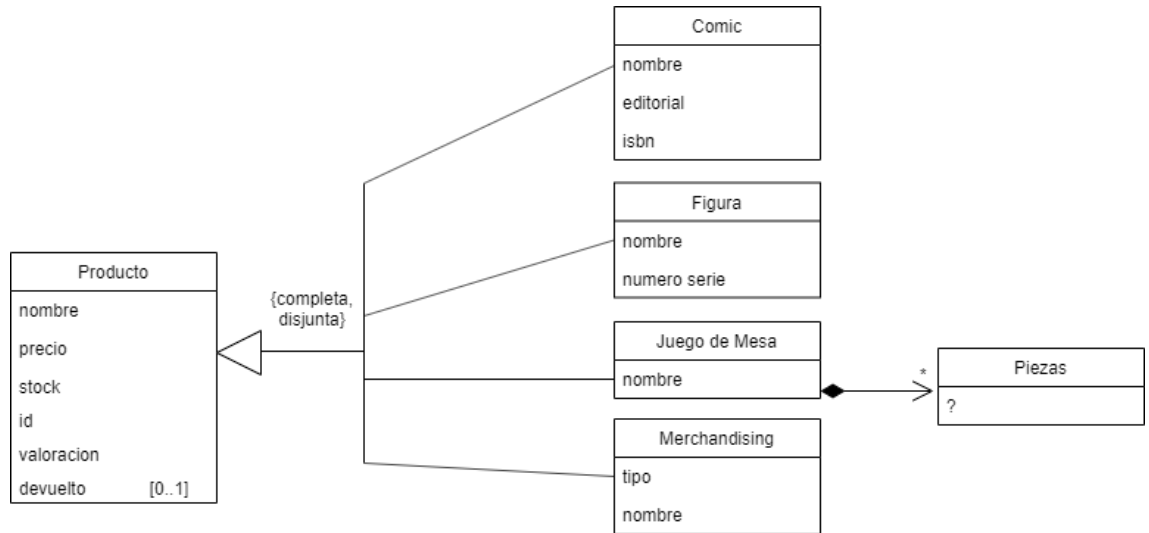 Comic
nombre
editorial
isbn
Figura
nombre
numero serie
Producto
nombre
precio
stock
id
valoracion
devuelto [0..1]
{completa,
disjunta}
Juego de Mesa
nombre
*
Piezas
?
Merchandising
tipo
nombre